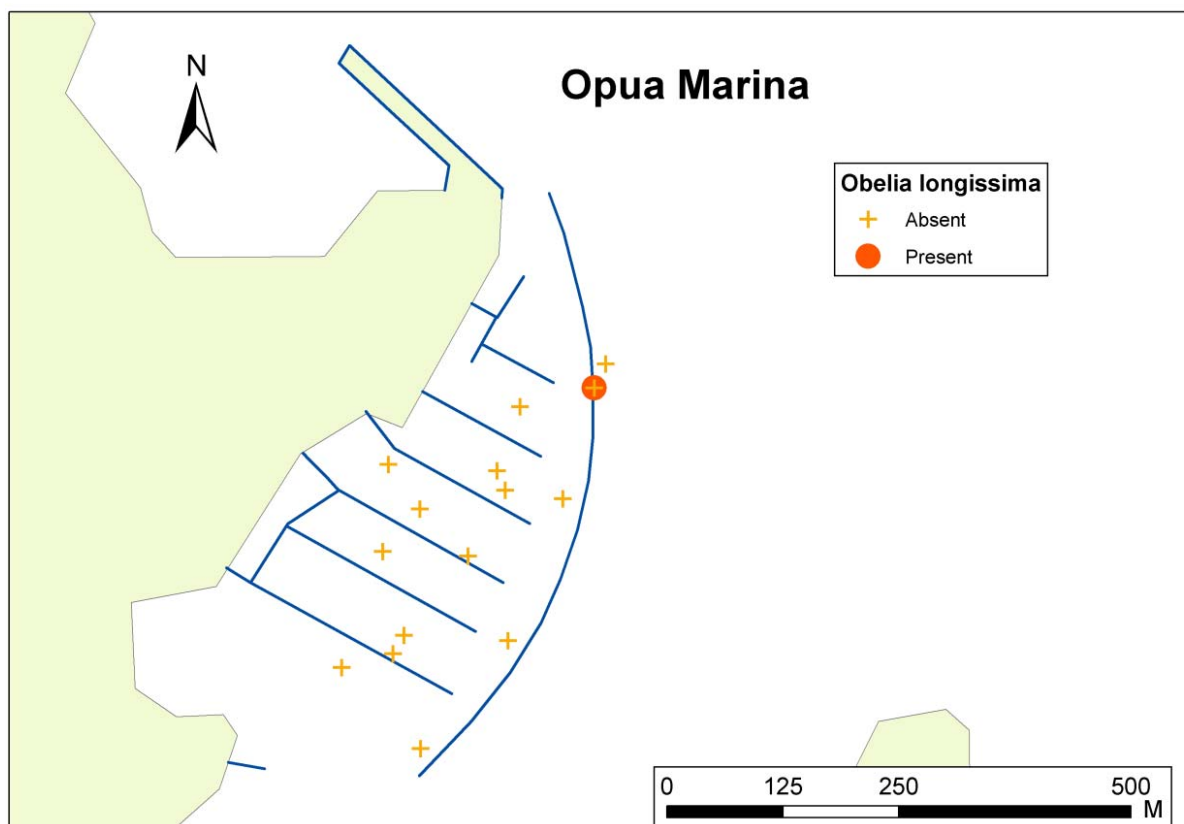 Opua Marina
N
Obelia longissima
Absent
Present
0 125 250 500
M